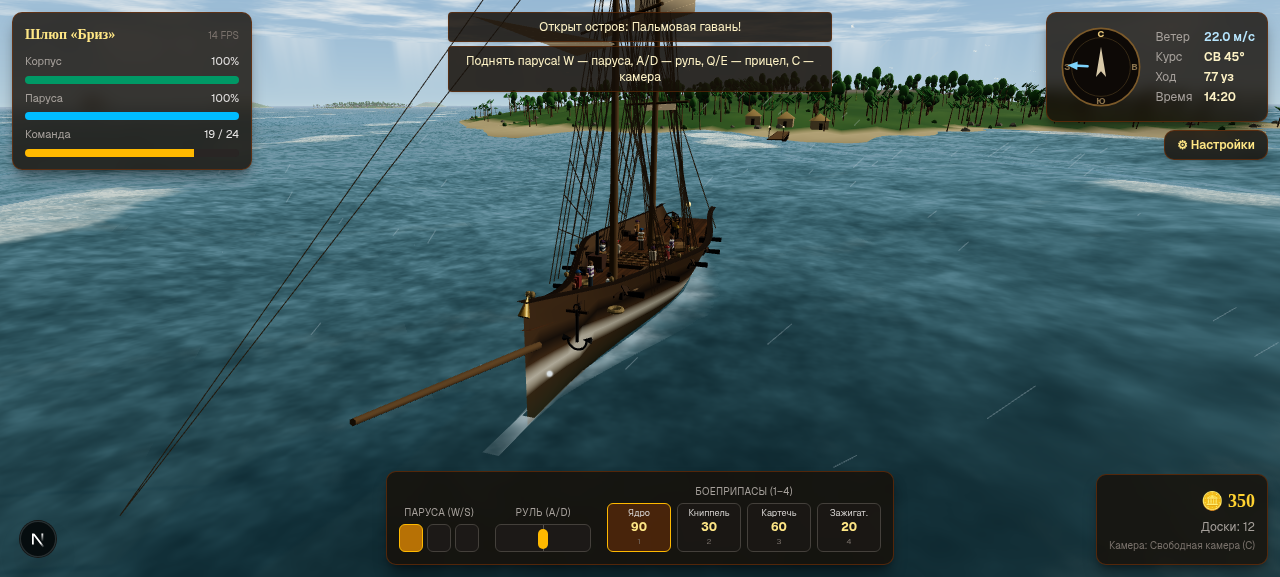 Шлюп «Бриз» 14 FPS
Корпус 100%
Паруса 100%
Команда 19 / 24
Открыт остров: Пальмовая гавань!
Поднять паруса! W — паруса, A/D — руль, Q/E — прицел, C —
камера
С
З В
Ю
Ветер 22.0 м/с
Курс СВ 45°
Ход 7.7 уз
Время 14:20
⚙ Настройки
ПАРУСА (W/S)
РУЛЬ (A/D)
БОЕПРИПАСЫ (1–4)
Ядро
90
1
Книппель
30
2
Картечь
60
3
Зажигат.
20
4
350
Доски: 12
Камера: Свободная камера (C)
N